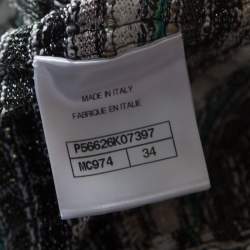 MADE IN ITALY
FABRIQUE EN ITALIE
P56626K07397
MC974 34